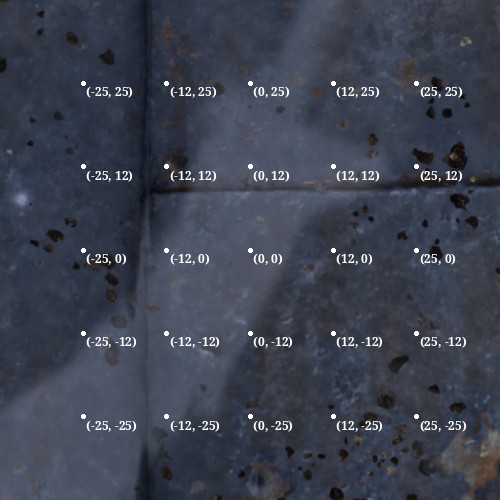 (-25, 25) (-12, 25) (0, 25) (12, 25) (25, 25)
(-25, 12) (-12, 12) (0, 12) (12, 12) (25, 12)
(-25, 0) (-12, 0) (0, 0) (12, 0) (25, 0)
(-25, -12) (-12, -12) (0, -12) (12, -12) (25, -12)
(-25, -25) (-12, -25) (0, -25) (12, -25) (25, -25)